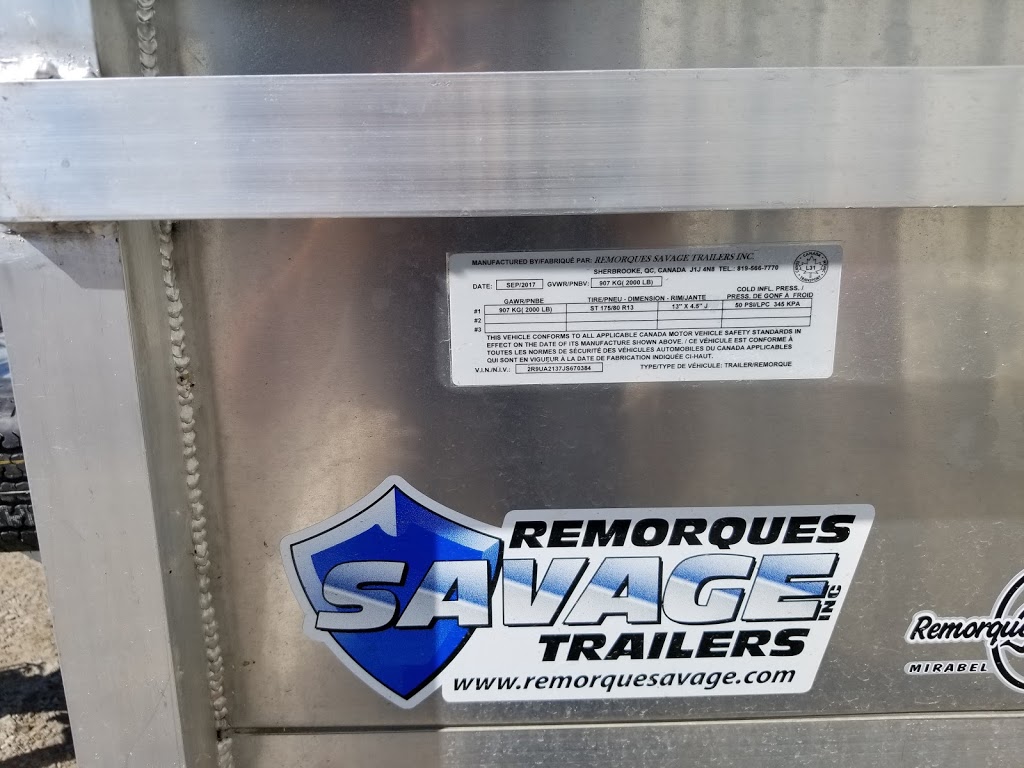 MANUFACTURED BY/FABRIQUÉ PAR: REMORQUES SAVAGE TRAILERS INC.
SHERBROOKE, QC, CANADA J1J 4N8 TEL.: 819-566-7770
DATE: SEP/2017 GVWR/PNBV: 907 KG( 2000 LB)
CANADA
L31
COLD INFL. PRESS. /
GAWR/PNBE TIRE/PNEU - DIMENSION - RIM/JANTE PRESS. DE GONF A FROID
#1 907 KG( 2000 LB) ST 175/80 R13 13" X 4.5" J 50 PSI/LPC 345 KPA
#2
#3
THIS VEHICLE CONFORMS TO ALL APPLICABLE CANADA MOTOR VEHICLE SAFETY STANDARDS IN
EFFECT ON THE DATE OF ITS MANUFACTURE SHOWN ABOVE. / CE VÉHICULE EST CONFORME À
TOUTES LES NORMES DE SÉCURITÉ DES VÉHICULES AUTOMOBILES DU CANADA APPLICABLES
QUI SONT EN VIGUEUR À LA DATE DE FABRICATION INDIQUÉE CI-HAUT.
V.I.N./N.I.V.: 2R9UA2137JS670384 TYPE/TYPE DE VÉHICULE: TRAILER/REMORQUE
REMORQUES
SAVAGE INC
TRAILERS
www.remorquesavage.com
Remorque
MIRABEL